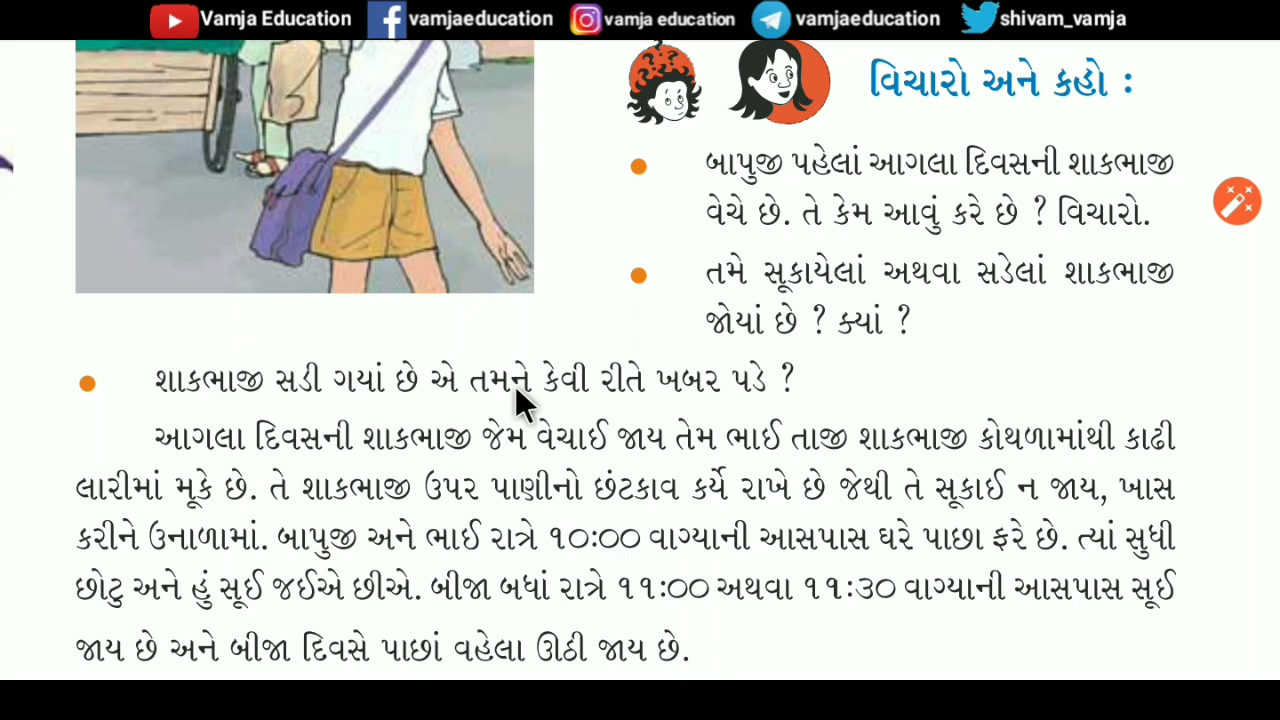 Vamja Education vamjaeducation vamja education vamjaeducation shivam_vamja
વિચારો અને કહો :
બાપુજી પહેલાં આગલા દિવસની શાકભાજી
વેચે છે. તે કેમ આવું કરે છે ? વિચારો.
તમે સૂકાયેલાં અથવા સડેલાં શાકભાજી
જોયાં છે ? ક્યાં ?
શાકભાજી સડી ગયાં છે એ તમને કેવી રીતે ખબર પડે ?
આગલા દિવસની શાકભાજી જેમ વેચાઈ જાય તેમ ભાઈ તાજી શાકભાજી કોથળામાંથી કાઢી
લારીમાં મૂકે છે. તે શાકભાજી ઉપર પાણીનો છંટકાવ કર્યે રાખે છે જેથી તે સૂકાઈ ન જાય, ખાસ
કરીને ઉનાળામાં. બાપુજી અને ભાઈ રાત્રે ૧૦:૦૦ વાગ્યાની આસપાસ ઘરે પાછા ફરે છે. ત્યાં સુધી
છોટુ અને હું સૂઈ જઈએ છીએ. બીજા બધાં રાત્રે ૧૧:૦૦ અથવા ૧૧:૩૦ વાગ્યાની આસપાસ સૂઈ
જાય છે અને બીજા દિવસે પાછાં વહેલા ઊઠી જાય છે.